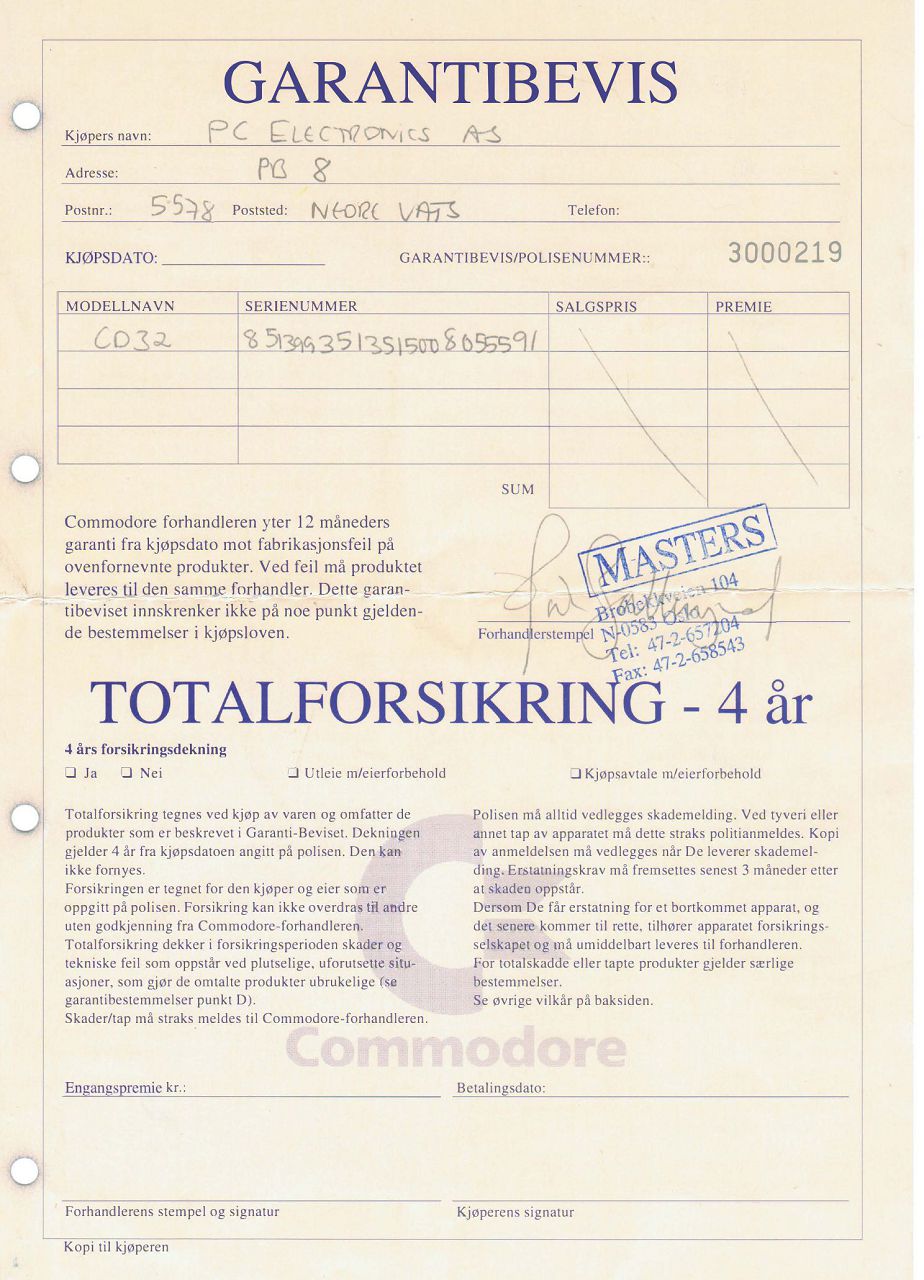 GARANTIBEVIS
Kjøpers navn: PC ELECTRONICS AS
Adresse: PB 8
Postnr.: 5578 Poststed: NEDRE VATS Telefon:
KJØPSDATO: GARANTIBEVIS/POLISENUMMER:: 3000219
MODELLNAVN SERIENUMMER SALGSPRIS PREMIE
CD32 8513993513515008055591
SUM
Commodore forhandleren yter 12 måneders
garanti fra kjøpsdato mot fabrikasjonsfeil på
ovenfornevnte produkter. Ved feil må produktet
leveres til den samme forhandler. Dette garan-
tibeviset innskrenker ikke på noe punkt gjelden-
de bestemmelser i kjøpsloven.
MASTERS
Brobekkveien 104
N-0583 Oslo
Tel: 47-2-657204
Fax: 47-2-658543
Forhandlerstempel
TOTALFORSIKRING - 4 år
4 års forsikringsdekning
Ja Nei Utleie m/eierforbehold Kjøpsavtale m/eierforbehold
Totalforsikring tegnes ved kjøp av varen og omfatter de
produkter som er beskrevet i Garanti-Beviset. Dekningen
gjelder 4 år fra kjøpsdatoen angitt på polisen. Den kan
ikke fornyes.
Forsikringen er tegnet for den kjøper og eier som er
oppgitt på polisen. Forsikring kan ikke overdras til andre
uten godkjenning fra Commodore-forhandleren.
Totalforsikring dekker i forsikringsperioden skader og
tekniske feil som oppstår ved plutselige, uforutsette situ-
asjoner, som gjør de omtalte produkter ubrukelige (se
garantibestemmelser punkt D).
Skader/tap må straks meldes til Commodore-forhandleren.
Polisen må alltid vedlegges skademelding. Ved tyveri eller
annet tap av apparatet må dette straks politianmeldes. Kopi
av anmeldelsen må vedlegges når De leverer skademel-
ding. Erstatningskrav må fremsettes senest 3 måneder etter
at skaden oppstår.
Dersom De får erstatning for et bortkommet apparat, og
det senere kommer til rette, tilhører apparatet forsikrings-
selskapet og må umiddelbart leveres til forhandleren.
For totalskadde eller tapte produkter gjelder særlige
bestemmelser.
Se øvrige vilkår på baksiden.
Commodore
Engangspremie kr.: Betalingsdato:
Forhandlerens stempel og signatur Kjøperens signatur
Kopi til kjøperen